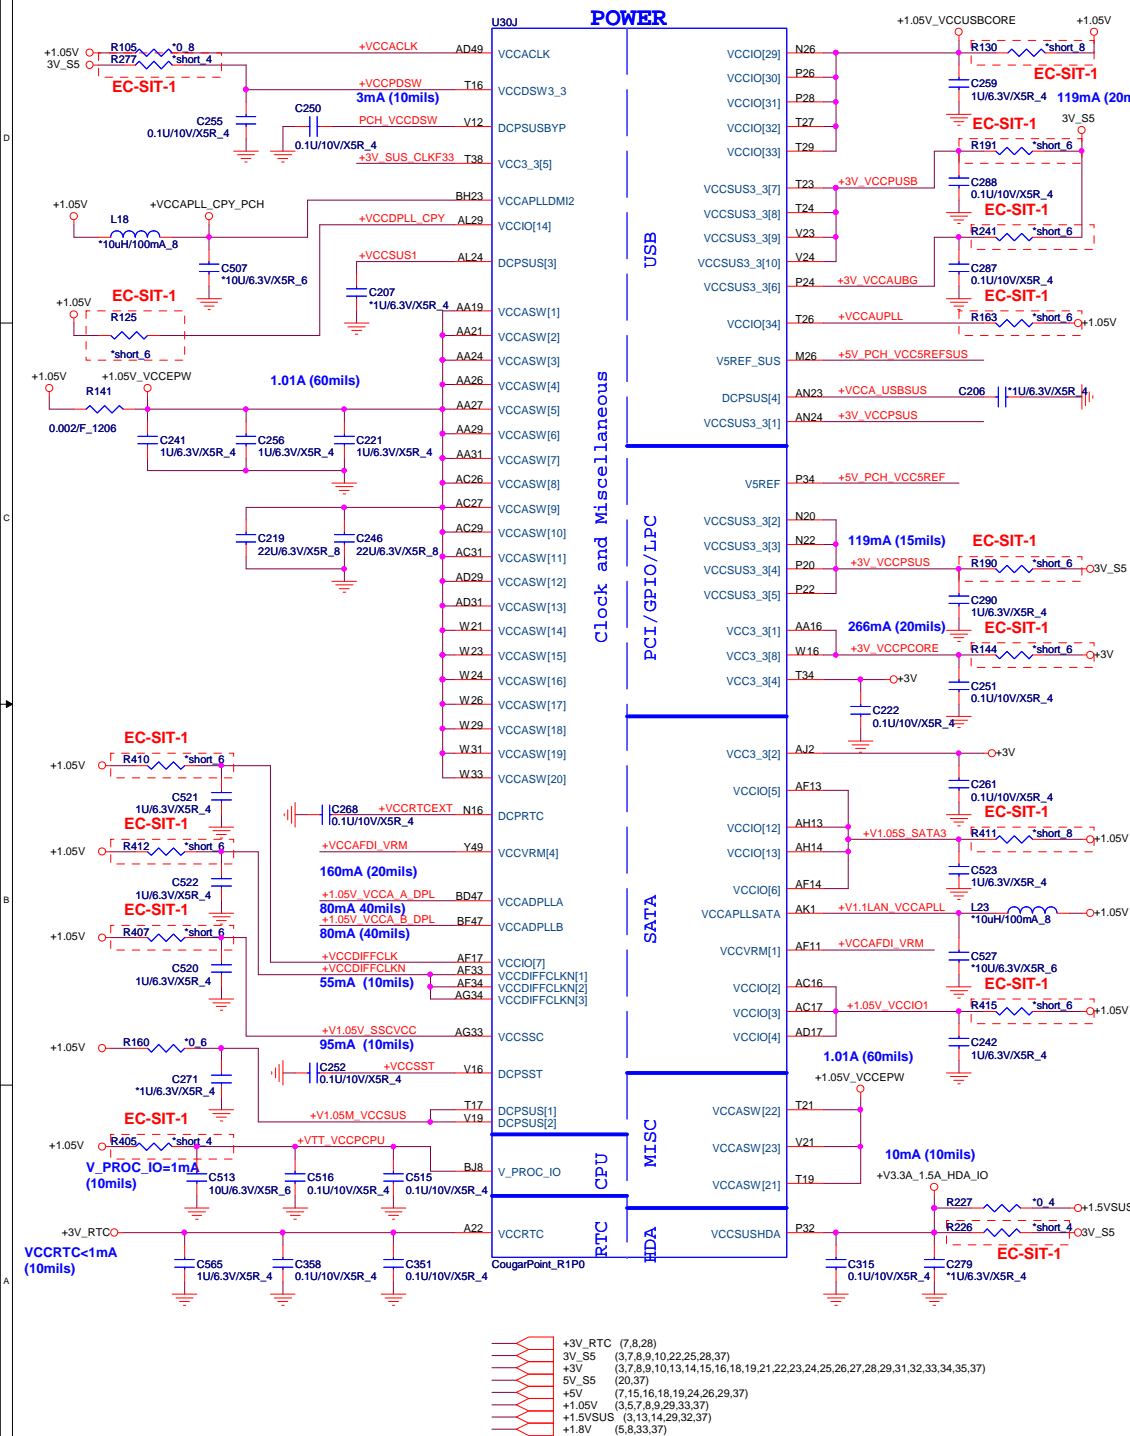 POWER
U30J
+1.05V R105 *0_8 +VCCACLK AD49 VCCACLK
3V_S5 R277 *short_4
EC-SIT-1
+VCCPDSW T16 VCCDSW3_3
3mA (10mils)
C255 0.1U/10V/X5R_4
C250 0.1U/10V/X5R_4
PCH_VCCDSW V12 DCPSUSBYP
+3V_SUS_CLKF33 T38 VCC3_3[5]
BH23 VCCAPLLDMI2
+1.05V +VCCAPLL_CPY_PCH
L18 *10uH/100mA_8
+VCCDPLL_CPY AL29 VCCIO[14]
C507 *10U/6.3V/X5R_6
+VCCSUS1 AL24 DCPSUS[3]
C207 *1U/6.3V/X5R_4
+1.05V EC-SIT-1
R125 *short_6
AA19 VCCASW[1]
AA21 VCCASW[2]
AA24 VCCASW[3]
AA26 VCCASW[4]
AA27 VCCASW[5]
AA29 VCCASW[6]
AA31 VCCASW[7]
AC26 VCCASW[8]
AC27 VCCASW[9]
AC29 VCCASW[10]
AC31 VCCASW[11]
AD29 VCCASW[12]
AD31 VCCASW[13]
W21 VCCASW[14]
W23 VCCASW[15]
W24 VCCASW[16]
W26 VCCASW[17]
W29 VCCASW[18]
W31 VCCASW[19]
W33 VCCASW[20]
+1.05V +1.05V_VCCEPW
1.01A (60mils)
R141 0.002/F_1206
C241 1U/6.3V/X5R_4
C256 1U/6.3V/X5R_4
C221 1U/6.3V/X5R_4
C219 22U/6.3V/X5R_8
C246 22U/6.3V/X5R_8
EC-SIT-1
+1.05V R410 *short_6
C521 1U/6.3V/X5R_4
C268 0.1U/10V/X5R_4
+VCCRTCEXT N16 DCPRTC
EC-SIT-1
+1.05V R412 *short_6
+VCCAFDI_VRM Y49 VCCVRM[4]
160mA (20mils)
C522 1U/6.3V/X5R_4
+1.05V_VCCA_A_DPL BD47 VCCADPLLA
80mA 40mils)
+1.05V_VCCA_B_DPL BF47 VCCADPLLB
80mA (40mils)
EC-SIT-1
+1.05V R407 *short_6
C520 1U/6.3V/X5R_4
+VCCDIFFCLK AF17 VCCIO[7]
+VCCDIFFCLKN AF33 VCCDIFFCLKN[1]
55mA (10mils) AF34 VCCDIFFCLKN[2]
AG34 VCCDIFFCLKN[3]
+V1.05V_SSCVCC AG33 VCCSSC
95mA (10mils)
+1.05V R160 *0_6
C271 *1U/6.3V/X5R_4
C252 0.1U/10V/X5R_4
+VCCSST V16 DCPSST
T17 DCPSUS[1]
+V1.05M_VCCSUS V19 DCPSUS[2]
EC-SIT-1
+1.05V R405 *short_4
+VTT_VCCPCPU BJ8 V_PROC_IO
V_PROC_IO=1mA
(10mils)
C513 10U/6.3V/X5R_6
C516 0.1U/10V/X5R_4
C515 0.1U/10V/X5R_4
+3V_RTC A22 VCCRTC
VCCRTC<1mA
(10mils)
C565 1U/6.3V/X5R_4
C358 0.1U/10V/X5R_4
C351 0.1U/10V/X5R_4
CougarPoint_R1P0
Clock and Miscellaneous
CPU
RTC
USB
PCI/GPIO/LPC
SATA
MISC
HDA
+1.05V_VCCUSBCORE +1.05V
VCCIO[29] N26 R130 *short_8
EC-SIT-1
VCCIO[30] P26
VCCIO[31] P28
VCCIO[32] T27
VCCIO[33] T29
C259 1U/6.3V/X5R_4
119mA (20m
3V_S5
EC-SIT-1
R191 *short_6
VCCSUS3_3[7] T23 +3V_VCCPUSB
VCCSUS3_3[8] T24
VCCSUS3_3[9] V23
VCCSUS3_3[10] V24
C288 0.1U/10V/X5R_4
EC-SIT-1
R241 *short_6
VCCSUS3_3[6] P24 +3V_VCCAUBG
C287 0.1U/10V/X5R_4
EC-SIT-1
VCCIO[34] T26 +VCCAUPLL R163 *short_6 +1.05V
V5REF_SUS M26 +5V_PCH_VCC5REFSUS
DCPSUS[4] AN23 +VCCA_USBSUS C206 *1U/6.3V/X5R_4
VCCSUS3_3[1] AN24 +3V_VCCPSUS
V5REF P34 +5V_PCH_VCC5REF
VCCSUS3_3[2] N20
VCCSUS3_3[3] N22
119mA (15mils) EC-SIT-1
VCCSUS3_3[4] P20 +3V_VCCPSUS R190 *short_6 3V_S5
VCCSUS3_3[5] P22
C290 1U/6.3V/X5R_4
VCC3_3[1] AA16
266mA (20mils) EC-SIT-1
VCC3_3[8] W16 +3V_VCCPCORE R144 *short_6 +3V
VCC3_3[4] T34 +3V
C251 0.1U/10V/X5R_4
C222 0.1U/10V/X5R_4
VCC3_3[2] AJ2 +3V
C261 0.1U/10V/X5R_4
VCCIO[5] AF13
VCCIO[12] AH13
EC-SIT-1
+V1.05S_SATA3 R411 *short_8 +1.05V
VCCIO[13] AH14
VCCIO[6] AF14
C523 1U/6.3V/X5R_4
VCCAPLLSATA AK1 +V1.1LAN_VCCAPLL L23 *10uH/100mA_8 +1.05V
VCCVRM[1] AF11 +VCCAFDI_VRM
C527 *10U/6.3V/X5R_6
EC-SIT-1
VCCIO[2] AC16
VCCIO[3] AC17 +1.05V_VCCIO1 R415 *short_6 +1.05V
VCCIO[4] AD17
C242 1U/6.3V/X5R_4
1.01A (60mils)
+1.05V_VCCEPW
VCCASW[22] T21
VCCASW[23] V21
VCCASW[21] T19
10mA (10mils)
+V3.3A_1.5A_HDA_IO
R227 *0_4 +1.5VSUS
VCCSUSHDA P32 R226 *short_4 3V_S5
EC-SIT-1
C315 0.1U/10V/X5R_4
C279 *1U/6.3V/X5R_4
+3V_RTC (7,8,28)
3V_S5 (3,7,8,9,10,22,25,28,37)
+3V (3,7,8,9,10,13,14,15,16,18,19,21,22,23,24,25,26,27,28,29,31,32,33,34,35,37)
5V_S5 (20,37)
+5V (7,15,16,18,19,24,26,29,37)
+1.05V (3,5,7,8,9,29,33,37)
+1.5VSUS (3,13,14,29,32,37)
+1.8V (5,8,33,37)
D
C
B
A